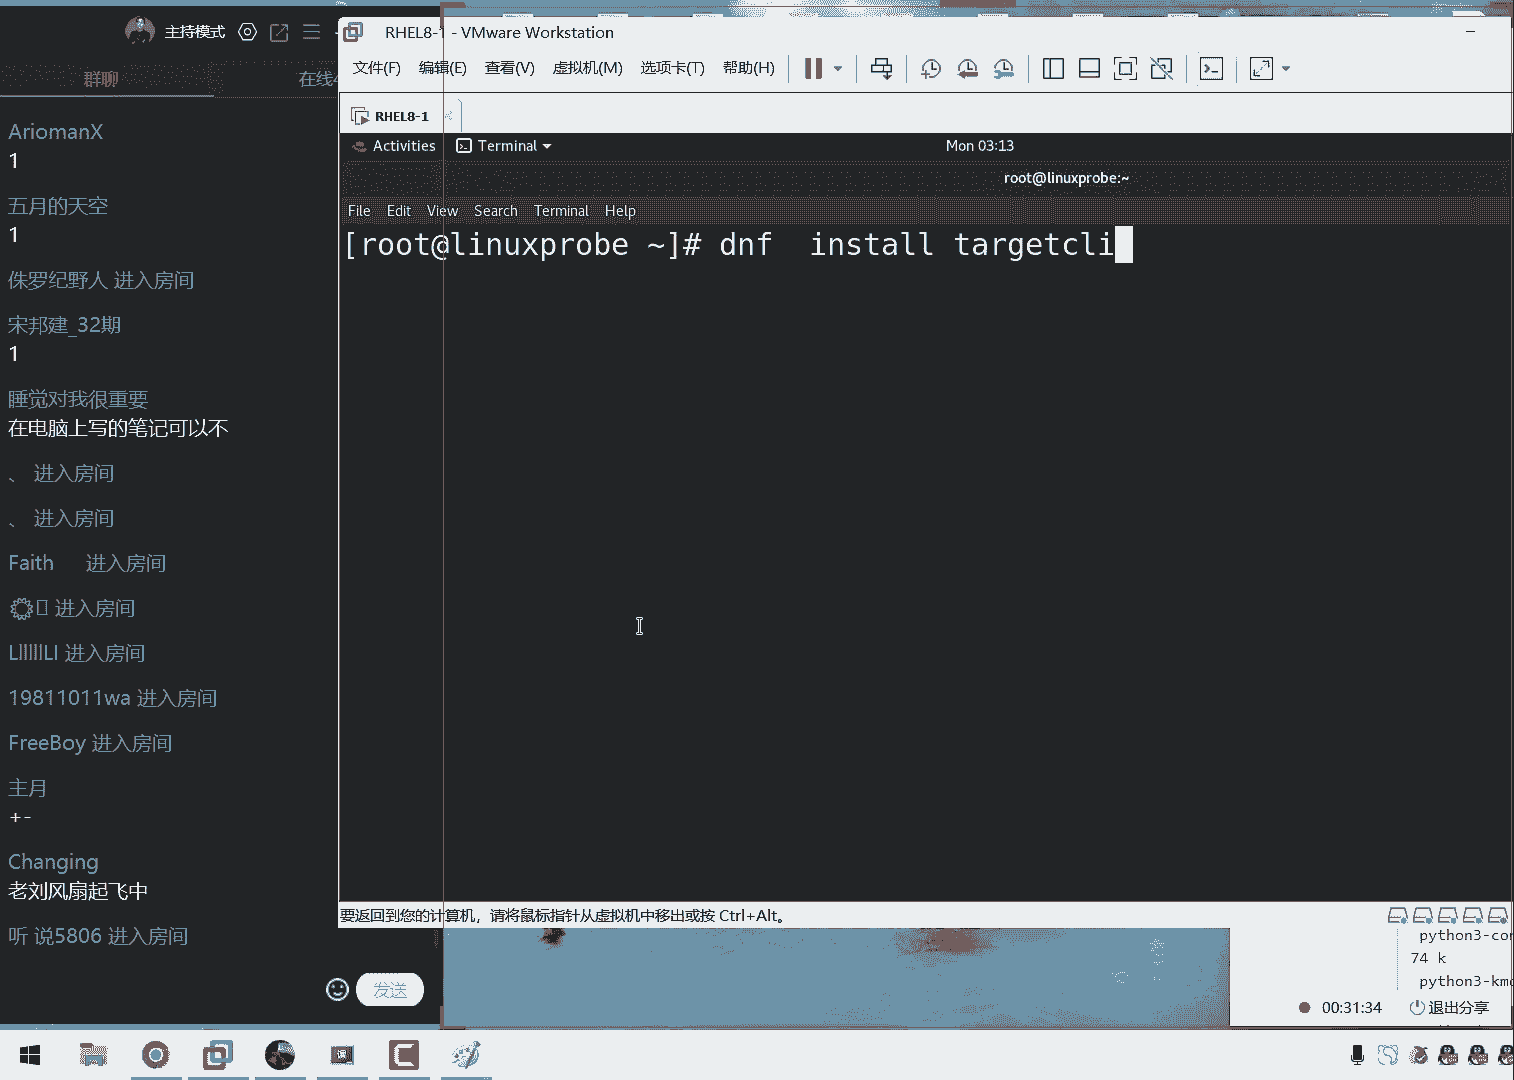 主持模式
群聊
在线
AriomanX
1
五月的天空
1
侏罗纪野人 进入房间
宋邦建_32期
1
睡觉对我很重要
在电脑上写的笔记可以不
、 进入房间
、 进入房间
Faith 进入房间
进入房间
LlllllLl 进入房间
19811011wa 进入房间
FreeBoy 进入房间
主月
+-
Changing
老刘风扇起飞中
听 说5806 进入房间
发送
RHEL8-1 - VMware Workstation
文件(F) 编辑(E) 查看(V) 虚拟机(M) 选项卡(T) 帮助(H)
RHEL8-1
Activities Terminal Mon 03:13
root@linuxprobe:~
File Edit View Search Terminal Help
[root@linuxprobe ~]# dnf  install targetcli
要返回到您的计算机，请将鼠标指针从虚拟机中移出或按 Ctrl+Alt。
python3-con
74 k
python3-kmo
00:31:34 退出分享